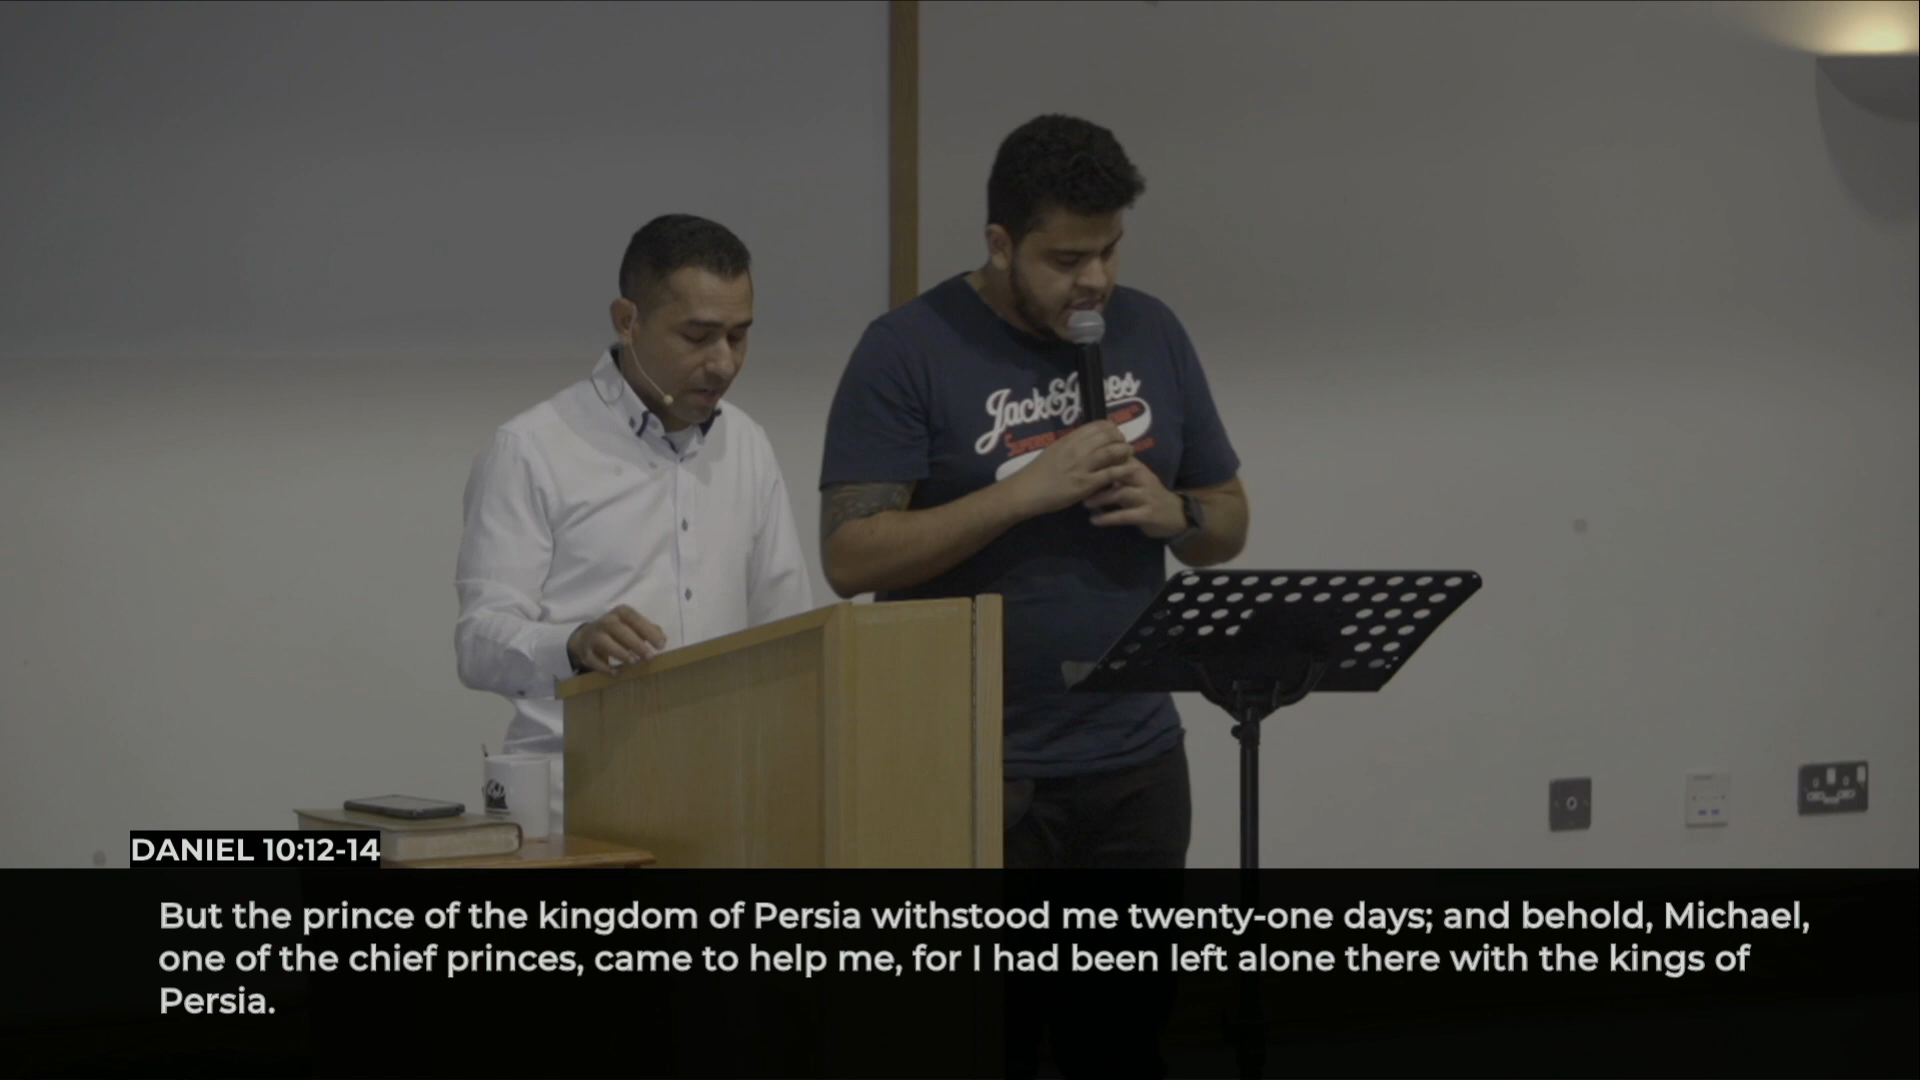 Jack&Jones
DANIEL 10:12-14
But the prince of the kingdom of Persia withstood me twenty-one days; and behold, Michael,
one of the chief princes, came to help me, for I had been left alone there with the kings of
Persia.